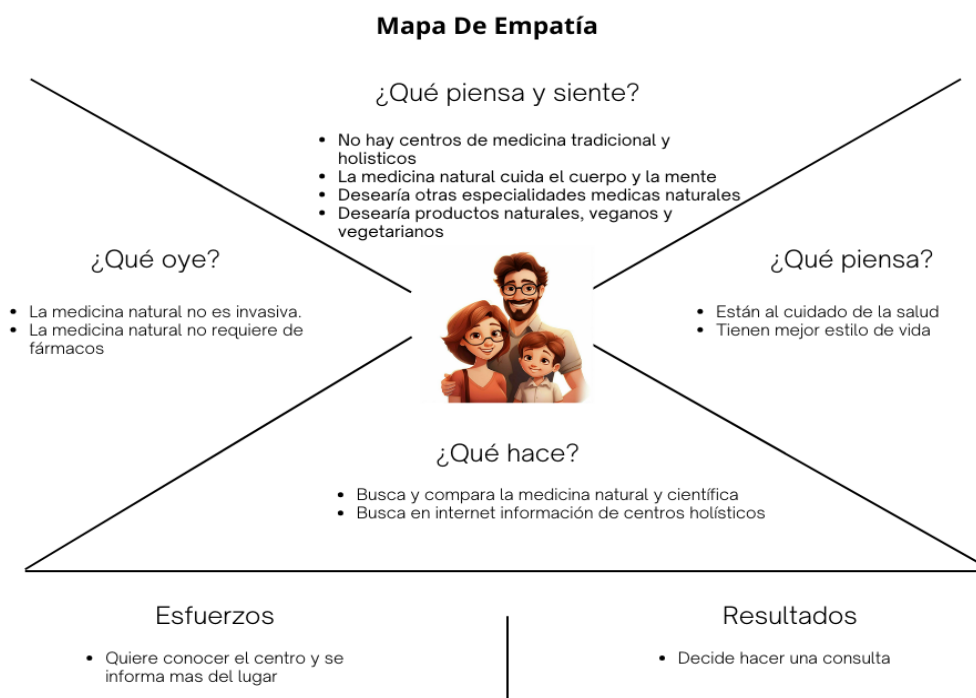 Mapa De Empatía
¿Qué piensa y siente?
• No hay centros de medicina tradicional y
holisticos
• La medicina natural cuida el cuerpo y la mente
• Desearía otras especialidades medicas naturales
• Desearía productos naturales, veganos y
vegetarianos
¿Qué oye?
• La medicina natural no es invasiva.
• La medicina natural no requiere de
fármacos
¿Qué piensa?
• Están al cuidado de la salud
• Tienen mejor estilo de vida
¿Qué hace?
• Busca y compara la medicina natural y científica
• Busca en internet información de centros holísticos
Esfuerzos
• Quiere conocer el centro y se
informa mas del lugar
Resultados
• Decide hacer una consulta